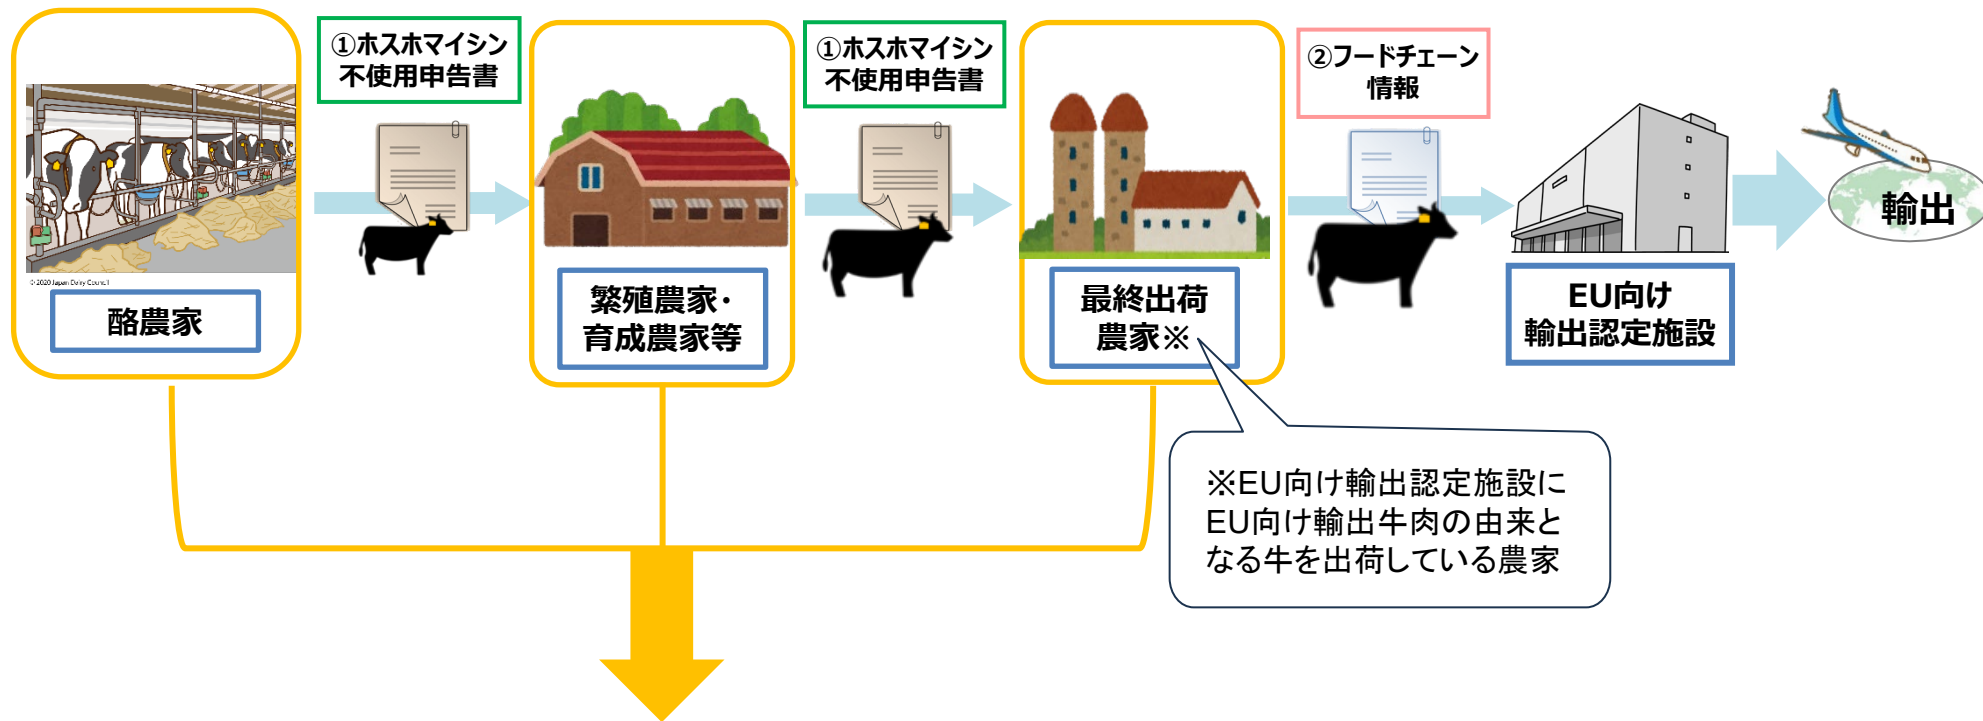 ①ホスホマイシン
不使用申告書
①ホスホマイシン
不使用申告書
②フードチェーン
情報
© 2020 Japan Dairy Council
酪農家
繁殖農家・
育成農家等
最終出荷
農家※
EU向け
輸出認定施設
輸出
※EU向け輸出認定施設に
EU向け輸出牛肉の由来と
なる牛を出荷している農家